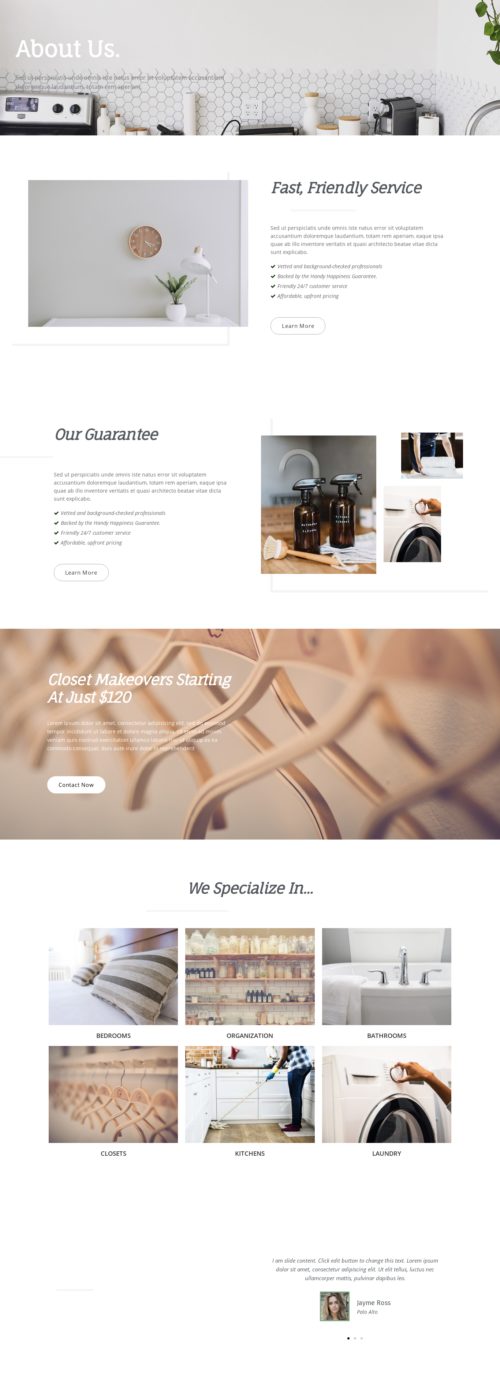 About Us.
Sed ut perspiciatis unde omnis iste natus error sit voluptatem accusantium
doloremque laudantium, totam rem aperiam.
Fast, Friendly Service
Sed ut perspiciatis unde omnis iste natus error sit voluptatem
accusantium doloremque laudantium, totam rem aperiam, eaque ipsa
quae ab illo inventore veritatis et quasi architecto beatae vitae dicta
sunt explicabo.
Vetted and background-checked professionals
Backed by the Handy Happiness Guarantee.
Friendly 24/7 customer service
Affordable, upfront pricing
Learn More
Our Guarantee
Sed ut perspiciatis unde omnis iste natus error sit voluptatem
accusantium doloremque laudantium, totam rem aperiam, eaque ipsa
quae ab illo inventore veritatis et quasi architecto beatae vitae dicta
sunt explicabo.
Vetted and background-checked professionals
Backed by the Handy Happiness Guarantee.
Friendly 24/7 customer service
Affordable, upfront pricing
Learn More
Closet Makeovers Starting
At Just $120
Lorem ipsum dolor sit amet, consectetur adipiscing elit, sed do eiusmod
tempor incididunt ut labore et dolore magna aliqua. Ut enim ad minim
veniam quis nostrud exercitation ullamco laboris nisi ut aliquip ex ea
commodo consequat. Duis aute irure dolor in reprehenderit
Contact Now
We Specialize In...
BEDROOMS
ORGANIZATION
BATHROOMS
CLOSETS
KITCHENS
LAUNDRY
I am slide content. Click edit button to change this text. Lorem ipsum
dolor sit amet, consectetur adipiscing elit. Ut elit tellus, luctus nec
ullamcorper mattis, pulvinar dapibus leo.
Jayme Ross
Palo Alto